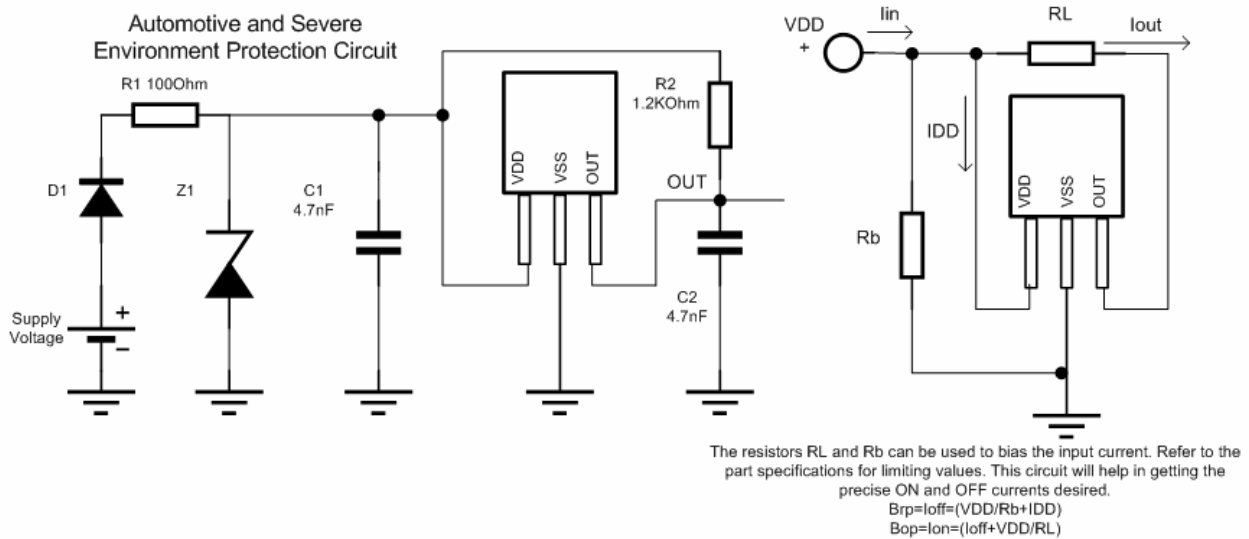 Automotive and Severe
Environment Protection Circuit
R1 100Ohm
D1
Z1
C1
4.7nF
Supply
Voltage
+
−
VDD
VSS
OUT
R2
1.2KOhm
OUT
C2
4.7nF
VDD
+
Iin
RL
Iout
IDD
Rb
VDD
VSS
OUT
The resistors RL and Rb can be used to bias the input current. Refer to the
part specifications for limiting values. This circuit will help in getting the
precise ON and OFF currents desired.
Brp=Ioff=(VDD/Rb+IDD)
Bop=Ion=(Ioff+VDD/RL)